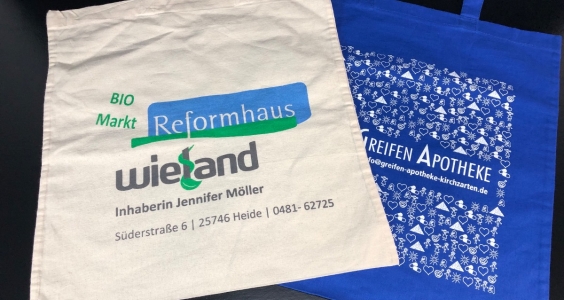 BIO
Markt
Reformhaus
wieland
Inhaberin Jennifer Möller
Süderstraße 6 | 25746 Heide | 0481- 62725
GREIFEN APOTHEKE
fo@greifen-apotheke-kirchzarten.de